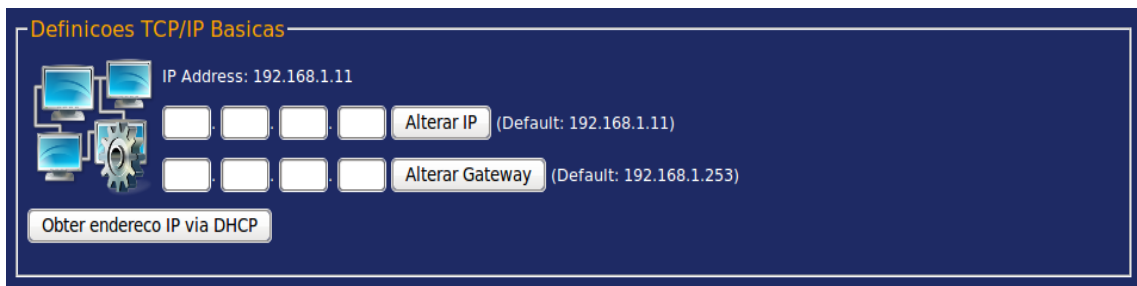 Definicoes TCP/IP Basicas
IP Address: 192.168.1.11
. . . Alterar IP (Default: 192.168.1.11)
. . . Alterar Gateway (Default: 192.168.1.253)
Obter endereco IP via DHCP